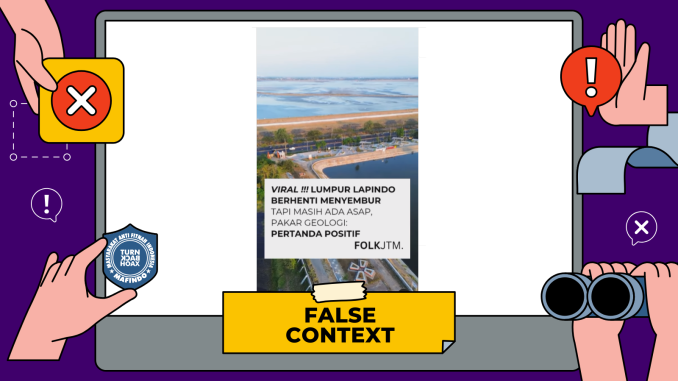 VIRAL !!! LUMPUR LAPINDO
BERHENTI MENYEMBUR
TAPI MASIH ADA ASAP,
PAKAR GEOLOGI:
PERTANDA POSITIF
FOLKJTM.
MASYARAKAT ANTI FITNAH INDONESIA
TURN
BACK
HOAX
MAFINDO
FALSE
CONTEXT